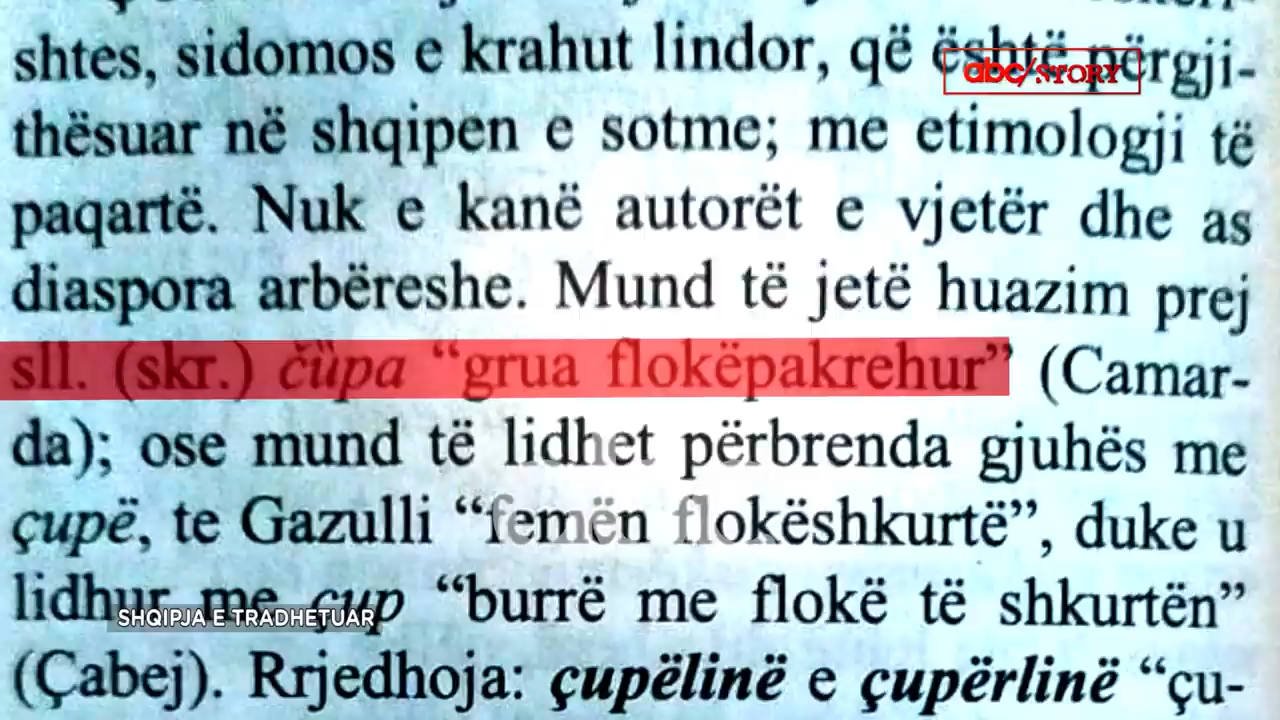 shtes, sidomos e krahut lindor, që është përgji-
abc/STORY
thësuar në shqipen e sotme; me etimologji të
paqartë. Nuk e kanë autorët e vjetër dhe as
diaspora arbëreshe. Mund të jetë huazim prej
sll. (skr.) čüpa “grua flokëpakrehur” (Camar-
da); ose mund të lidhet përbrenda gjuhës me
çupë, te Gazulli “femën flokëshkurtë”, duke u
lidhur me çup “burrë me flokë të shkurtën”
SHQIPJA E TRADHETUAR
(Çabej). Rrjedhoja: çupëlinë e çupërlinë “çu-